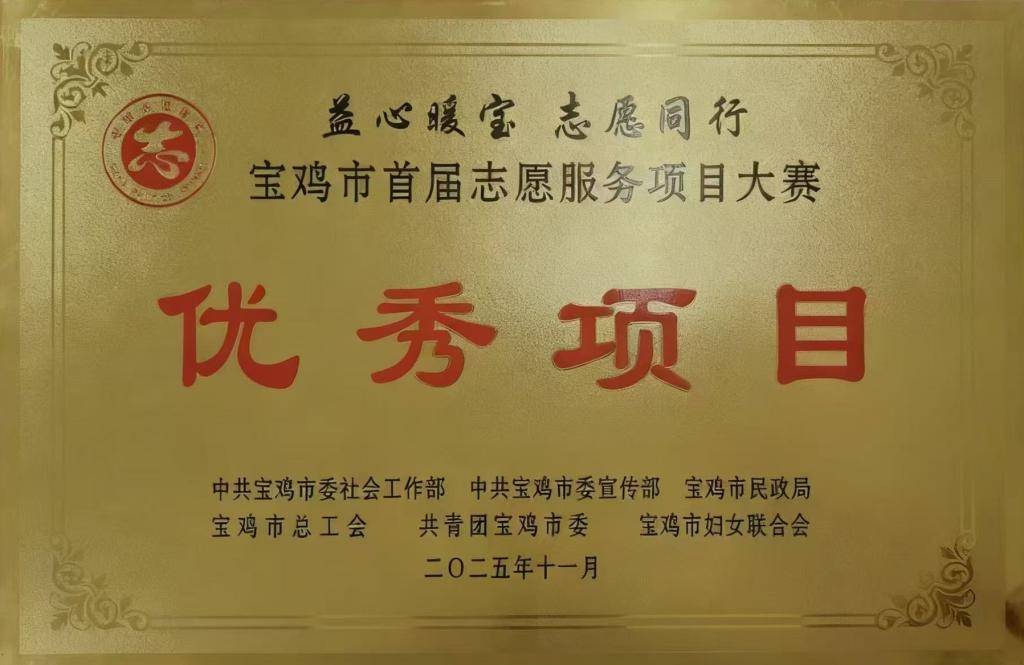 益心暖宝 志愿同行
志
宝鸡市首届志愿服务项目大赛
优秀项目
中共宝鸡市委社会工作部 中共宝鸡市委宣传部 宝鸡市民政局
宝鸡市总工会 共青团宝鸡市委 宝鸡市妇女联合会
二〇二五年十一月